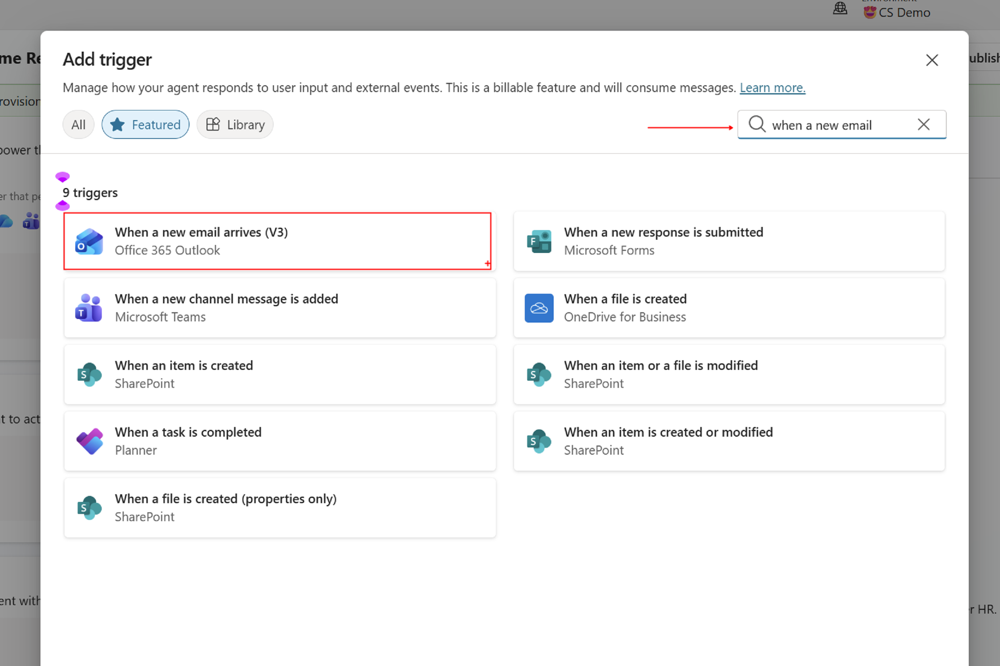 CS Demo
me Re
Add trigger
ublish
Manage how your agent responds to user input and external events. This is a billable feature and will consume messages. Learn more.
rovision
All
Featured
Library
when a new email
power th
9 triggers
er that pe
When a new email arrives (V3)
Office 365 Outlook
When a new response is submitted
Microsoft Forms
When a new channel message is added
Microsoft Teams
When a file is created
OneDrive for Business
When an item is created
SharePoint
When an item or a file is modified
SharePoint
t to act
When a task is completed
Planner
When an item is created or modified
SharePoint
When a file is created (properties only)
SharePoint
ent with
r HR.